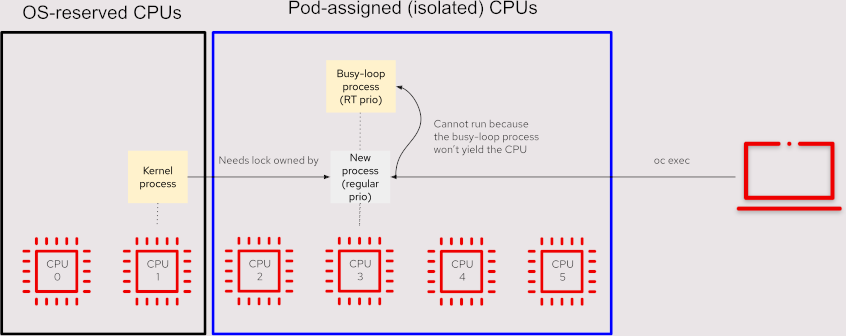 OS-reserved CPUs
Pod-assigned (isolated) CPUs
Busy-loop
process
(RT prio)
Cannot run because
the busy-loop process
won't yield the CPU
Kernel
process
Needs lock owned by
New
process
(regular
prio)
oc exec
CPU
0
CPU
1
CPU
2
CPU
3
CPU
4
CPU
5